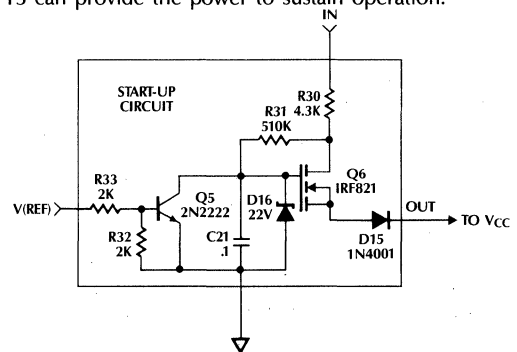 15 can provide the power to sustain operation.
IN
START-UP
CIRCUIT
R30
4.3K
R31
510K
R33
2K
Q6
IRF821
V(REF)
Q5
2N2222
D16
22V
OUT
TO VCC
R32
2K
C21
.1
D15
1N4001